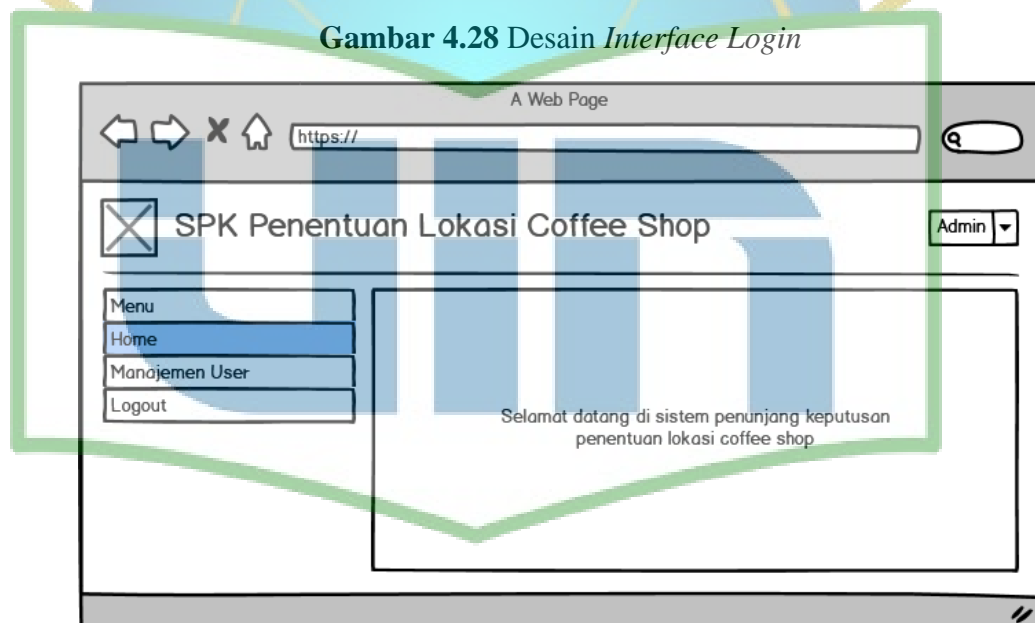 Gambar 4.28 Desain Interface Login
A Web Page
https://
SPK Penentuan Lokasi Coffee Shop
Admin
Menu
Home
Manajemen User
Logout
Selamat datang di sistem penunjang keputusan
penentuan lokasi coffee shop
uin